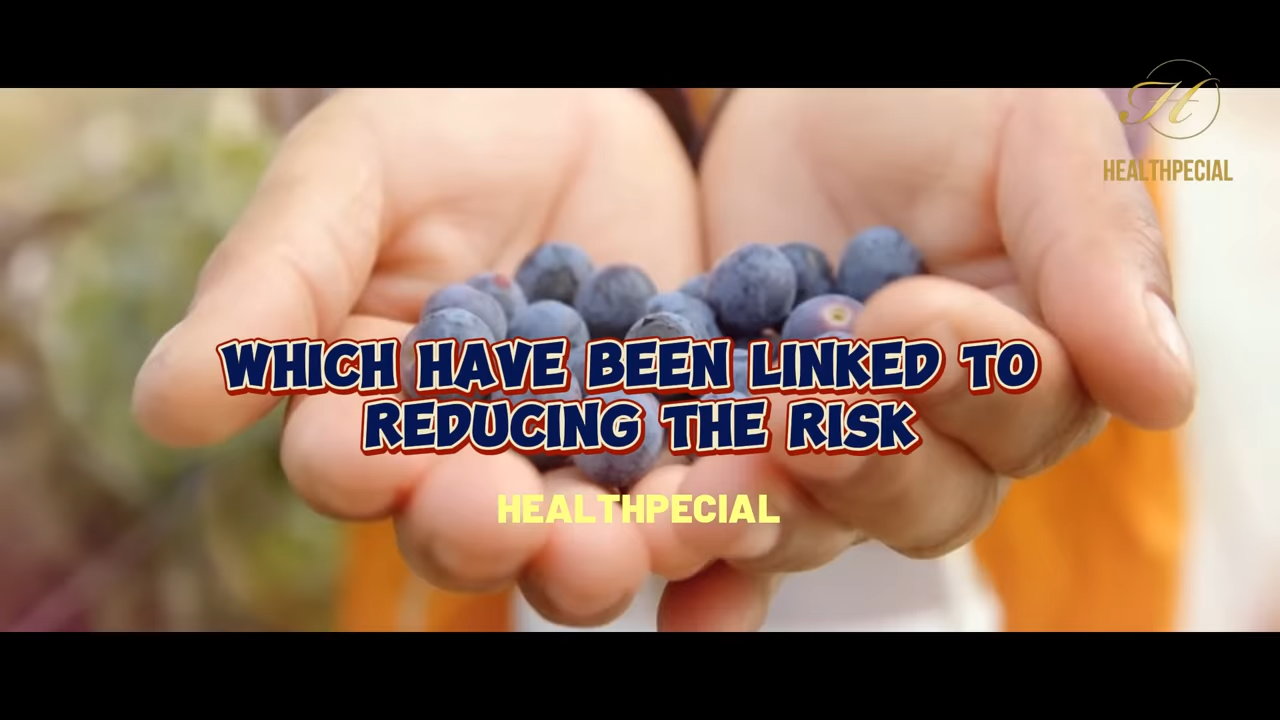 H
HEALTHPECIAL
WHICH HAVE BEEN LINKED TO
REDUCING THE RISK
HEALTHPECIAL